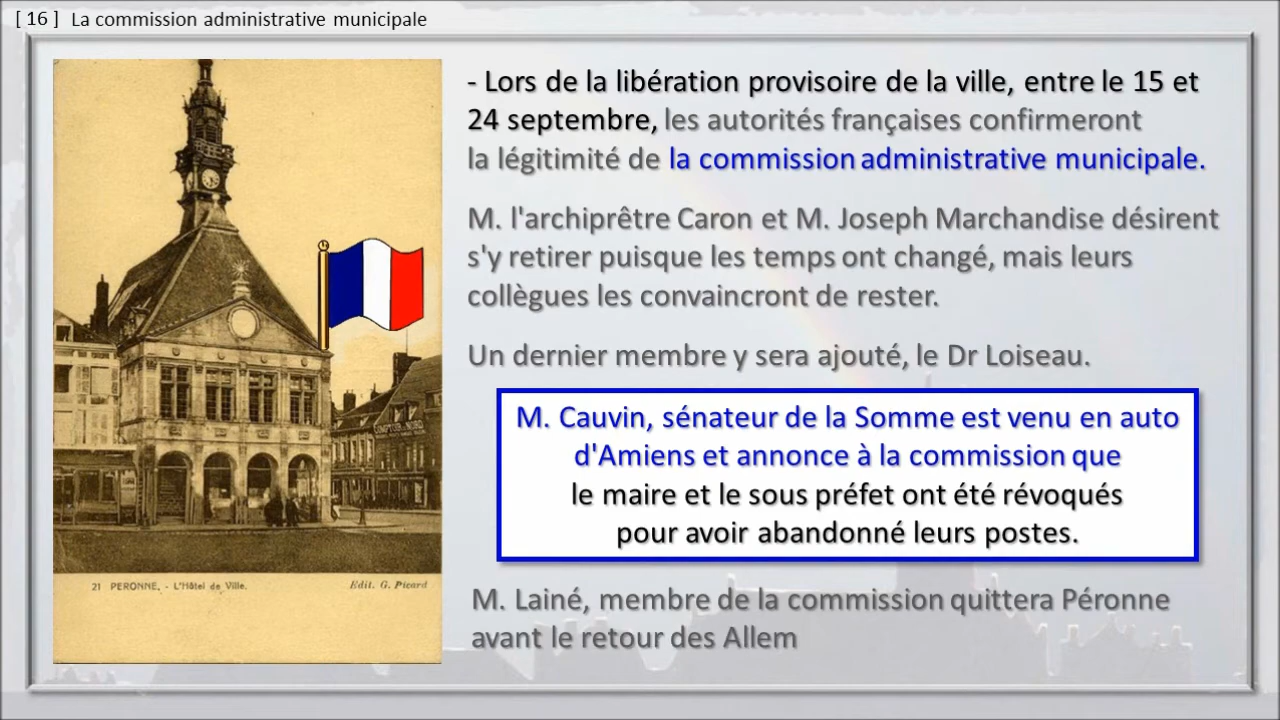 [ 16 ] La commission administrative municipale
- Lors de la libération provisoire de la ville, entre le 15 et
24 septembre, les autorités françaises confirmeront
la légitimité de la commission administrative municipale.
M. l'archiprêtre Caron et M. Joseph Marchandise désirent
s'y retirer puisque les temps ont changé, mais leurs
collègues les convaincront de rester.
Un dernier membre y sera ajouté, le Dr Loiseau.
M. Cauvin, sénateur de la Somme est venu en auto
d'Amiens et annonce à la commission que
le maire et le sous préfet ont été révoqués
pour avoir abandonné leurs postes.
M. Lainé, membre de la commission quittera Péronne
avant le retour des Allem
COMPTOIR DU NORD
21 PERONNE. - L'Hôtel de Ville.
Edit. G. Picard